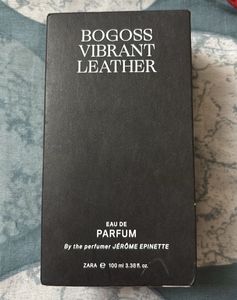 BOGOSS
VIBRANT
LEATHER
EAU DE
PARFUM
By the perfumer JÉRÔME EPINETTE
ZARA ℮ 100 ml 3.38 fl. oz.